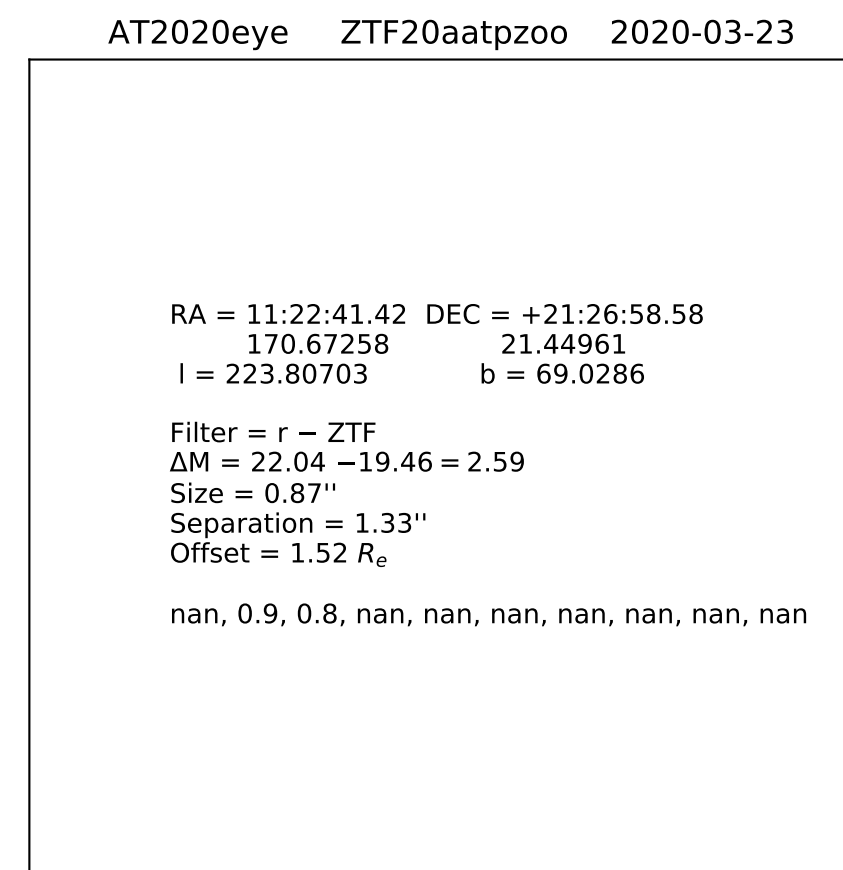 AT2020eye ZTF20aatpzoo 2020-03-23
RA = 11:22:41.42 DEC = +21:26:58.58
170.67258 21.44961
l = 223.80703 b = 69.0286
Filter = r − ZTF
ΔM = 22.04 −19.46 = 2.59
Size = 0.87''
Separation = 1.33''
Offset = 1.52 Re
nan, 0.9, 0.8, nan, nan, nan, nan, nan, nan, nan